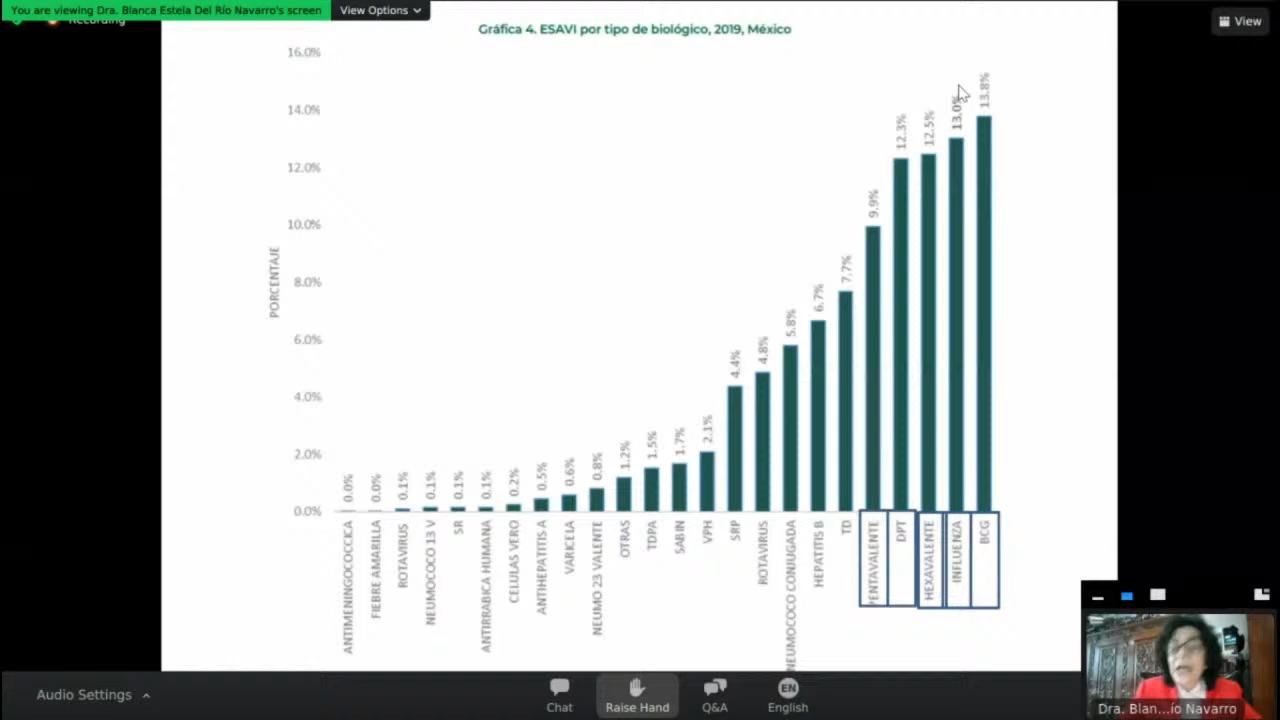 You are viewing Dra. Blanca Estela Del Río Navarro's screen
View Options
Recording
View
Gráfica 4. ESAVI por tipo de biológico, 2019, México
PORCENTAJE
16.0%
14.0%
12.0%
10.0%
8.0%
6.0%
4.0%
2.0%
0.0%
0.0%
0.0%
0.1%
0.1%
0.1%
0.1%
0.2%
0.5%
0.6%
0.8%
1.2%
1.5%
1.7%
2.1%
4.4%
4.8%
5.8%
6.7%
7.7%
9.9%
12.3%
12.5%
13.0%
13.8%
ANTIMENINGOCOCCICA
FIEBRE AMARILLA
ROTAVIRUS
NEUMOCOCO 13 V
SR
ANTIRRABICA HUMANA
CELULAS VERO
ANTIHEPATITIS A
VARICELA
NEUMO 23 VALENTE
OTRAS
TDPA
SABIN
VPH
SRP
ROTAVIRUS
NEUMOCOCO CONJUGADA
HEPATITIS B
TD
PENTAVALENTE
DPT
HEXAVALENTE
INFLUENZA
BCG
Audio Settings
Chat
Raise Hand
Q&A
EN
English
Dra. Blan...ío Navarro